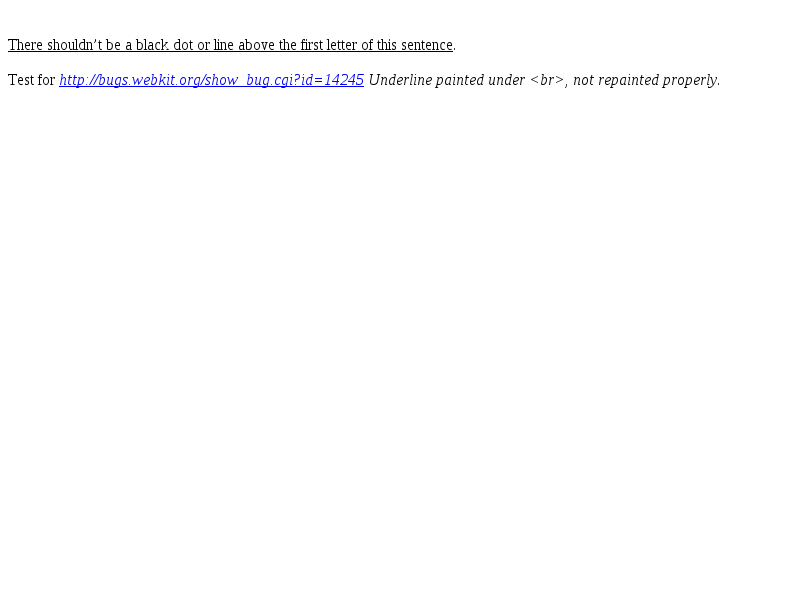 There shouldn't be a black dot or line above the first letter of this sentence.
Test for http://bugs.webkit.org/show_bug.cgi?id=14245 Underline painted under <br>, not repainted properly.